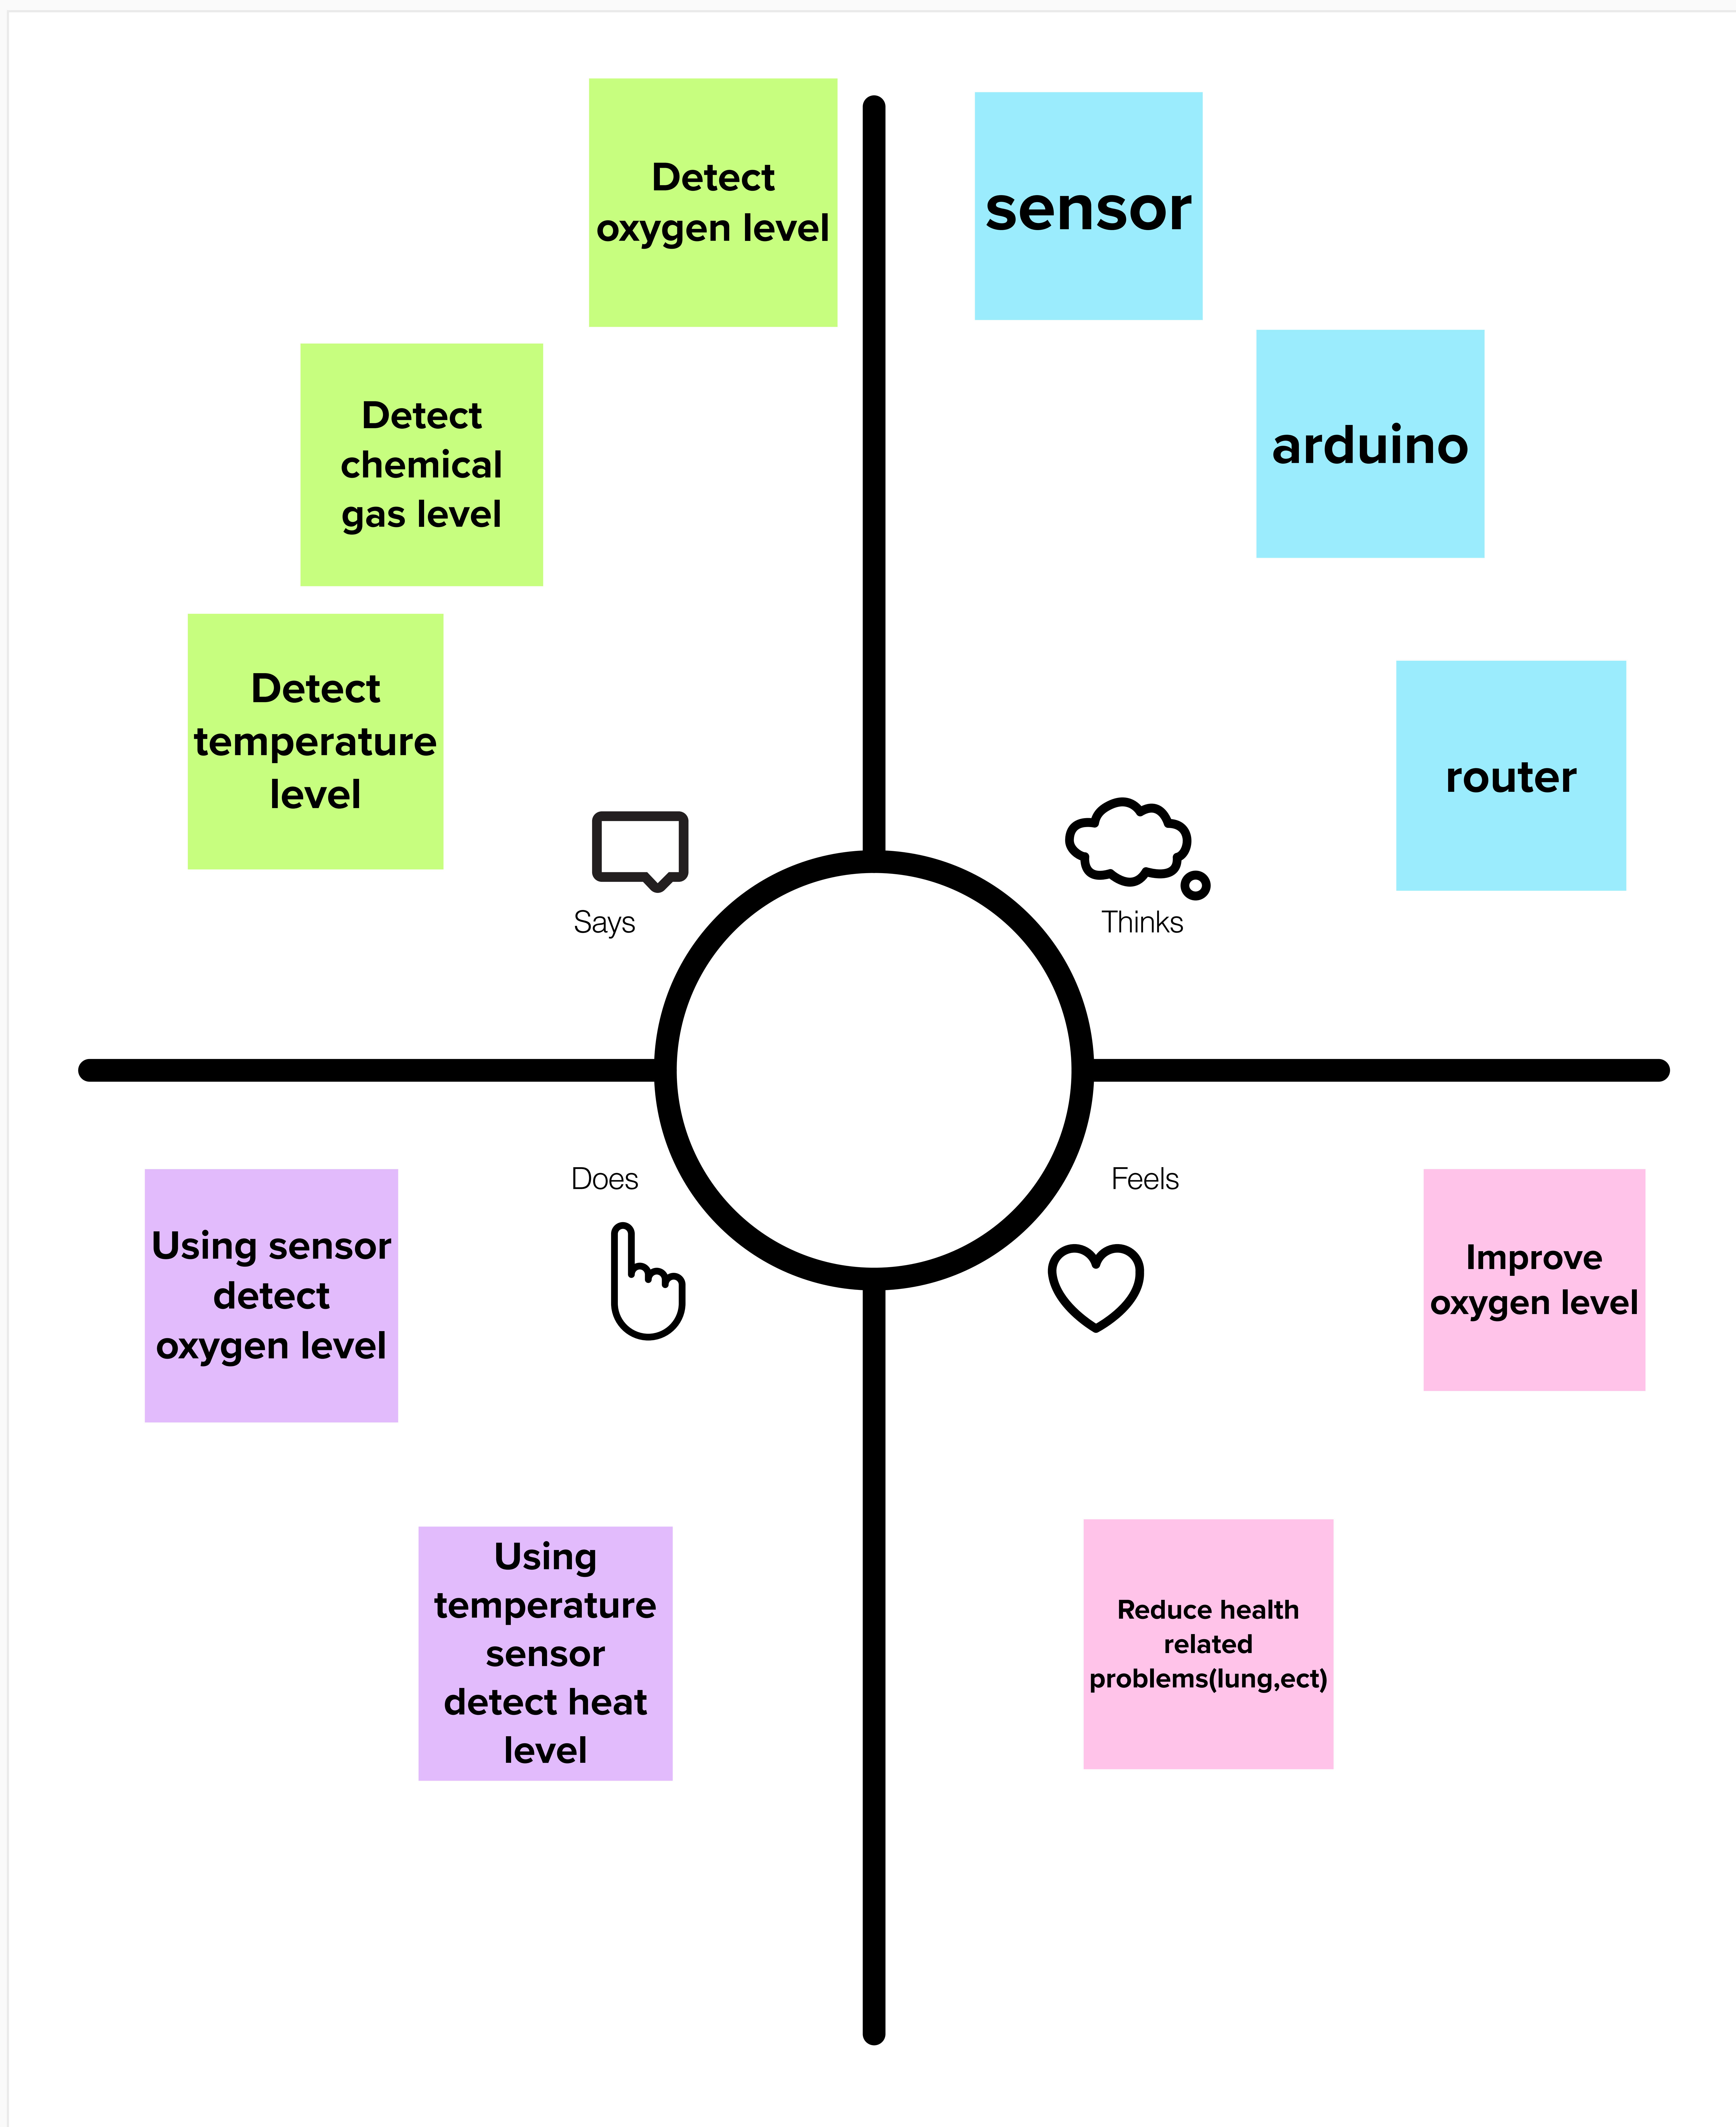 Detect
oxygen level
Detect
chemical
gas level
Detect
temperature
level
Says
sensor
arduino
router
Thinks
Does
Using sensor
detect
oxygen level
Using
temperature
sensor
detect heat
level
Feels
Improve
oxygen level
Reduce health
related
problems(lung,ect)